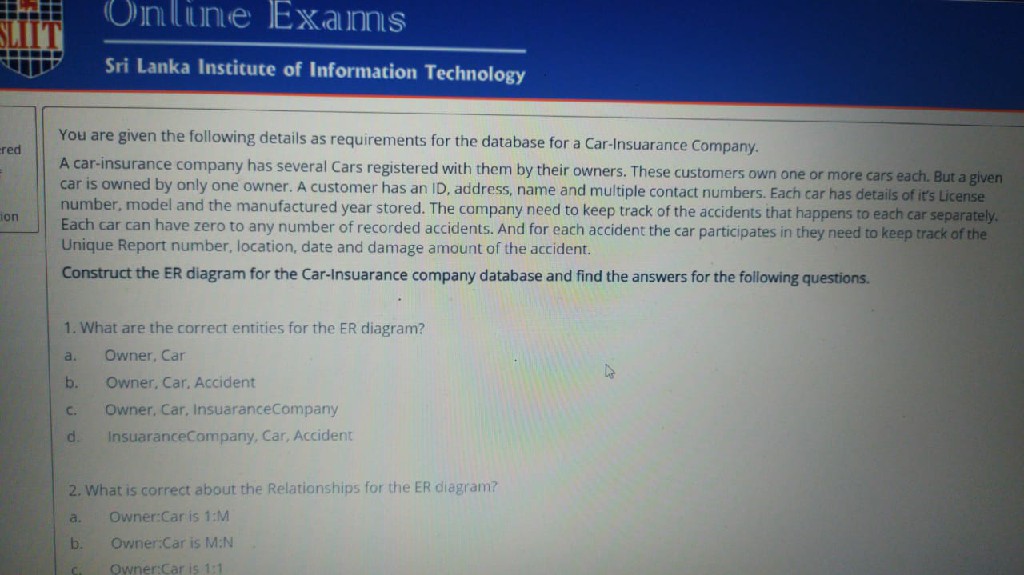 Online Exams
SLIIT
Sri Lanka Institute of Information Technology
ered
ion
You are given the following details as requirements for the database for a Car-Insuarance Company.
A car-insurance company has several Cars registered with them by their owners. These customers own one or more cars each. But a given
car is owned by only one owner. A customer has an ID, address, name and multiple contact numbers. Each car has details of it's License
number, model and the manufactured year stored. The company need to keep track of the accidents that happens to each car separately.
Each car can have zero to any number of recorded accidents. And for each accident the car participates in they need to keep track of the
Unique Report number, location, date and damage amount of the accident.
Construct the ER diagram for the Car-Insuarance company database and find the answers for the following questions.
1. What are the correct entities for the ER diagram?
a. Owner, Car
b. Owner, Car, Accident
c. Owner, Car, InsuaranceCompany
d. InsuaranceCompany, Car, Accident
2. What is correct about the Relationships for the ER diagram?
a. Owner:Car is 1:M
b. Owner:Car is M:N
c. Owner:Car is 1:1